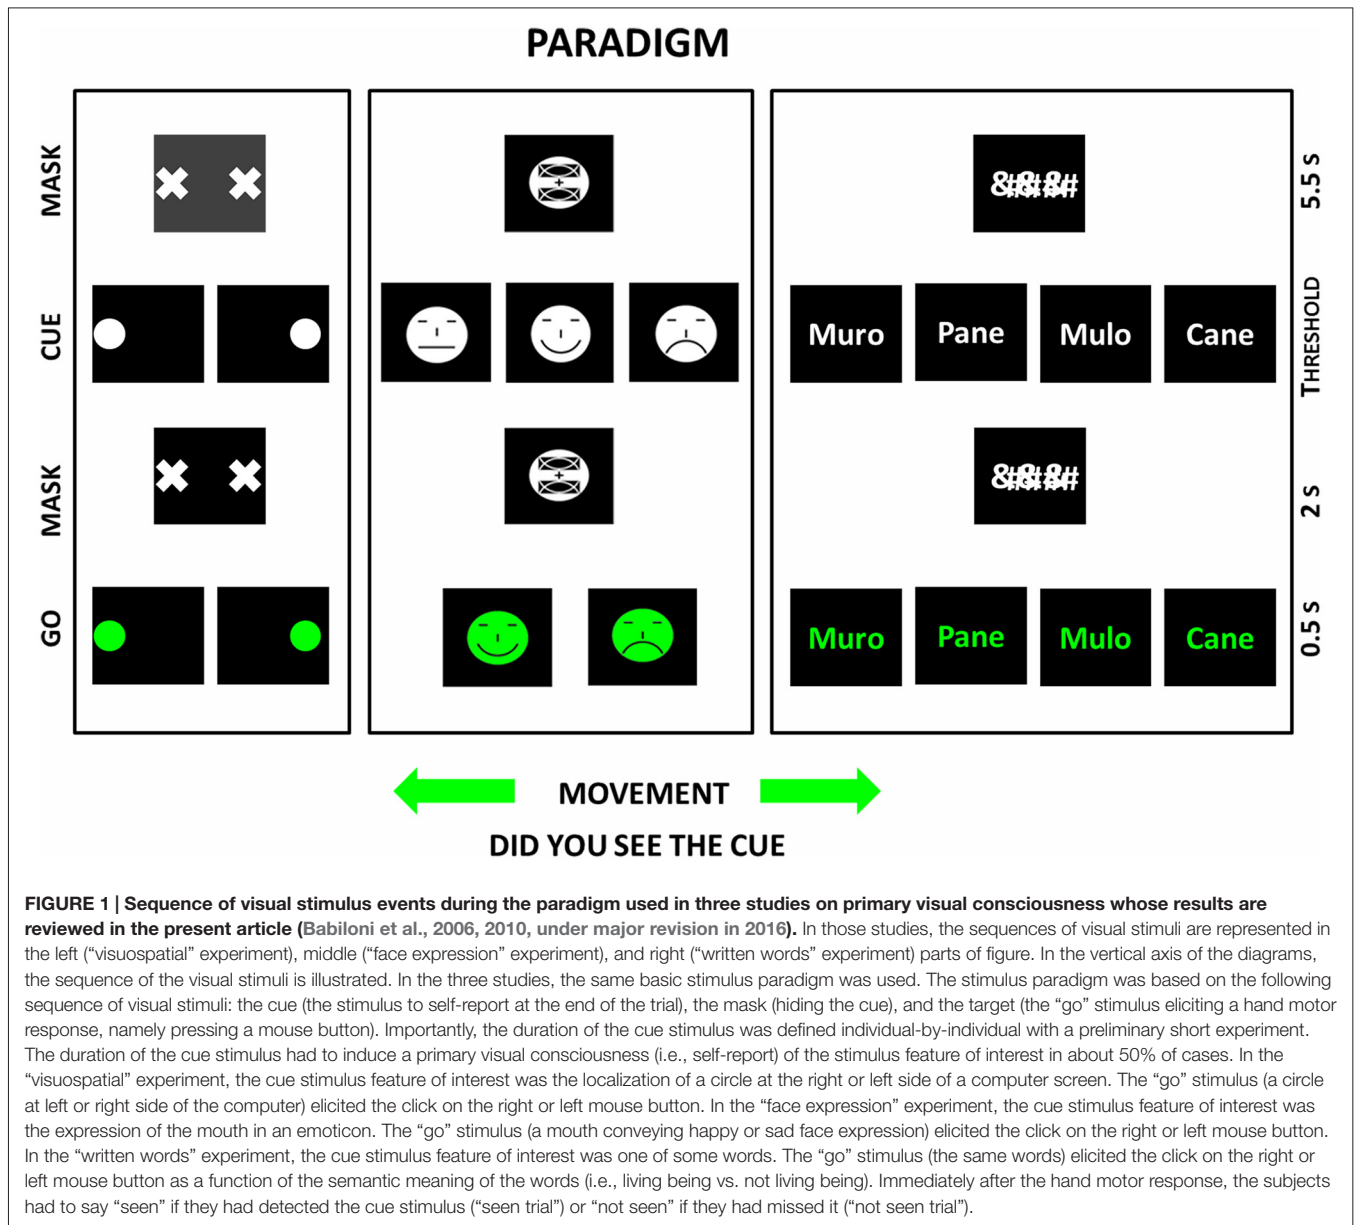 PARADIGM
MASK
&&&
####
5.5 S
CUE
Muro Pane Mulo Cane
THRESHOLD
MASK
&&&
####
2 S
GO
Muro Pane Mulo Cane
0.5 S
MOVEMENT
DID YOU SEE THE CUE
FIGURE 1 | Sequence of visual stimulus events during the paradigm used in three studies on primary visual consciousness whose results are
reviewed in the present article (Babiloni et al., 2006, 2010, under major revision in 2016). In those studies, the sequences of visual stimuli are represented in
the left (“visuospatial” experiment), middle (“face expression” experiment), and right (“written words” experiment) parts of figure. In the vertical axis of the diagrams,
the sequence of the visual stimuli is illustrated. In the three studies, the same basic stimulus paradigm was used. The stimulus paradigm was based on the following
sequence of visual stimuli: the cue (the stimulus to self-report at the end of the trial), the mask (hiding the cue), and the target (the “go” stimulus eliciting a hand motor
response, namely pressing a mouse button). Importantly, the duration of the cue stimulus was defined individual-by-individual with a preliminary short experiment.
The duration of the cue stimulus had to induce a primary visual consciousness (i.e., self-report) of the stimulus feature of interest in about 50% of cases. In the
“visuospatial” experiment, the cue stimulus feature of interest was the localization of a circle at the right or left side of a computer screen. The “go” stimulus (a circle
at left or right side of the computer) elicited the click on the right or left mouse button. In the “face expression” experiment, the cue stimulus feature of interest was
the expression of the mouth in an emoticon. The “go” stimulus (a mouth conveying happy or sad face expression) elicited the click on the right or left mouse button.
In the “written words” experiment, the cue stimulus feature of interest was one of some words. The “go” stimulus (the same words) elicited the click on the right or
left mouse button as a function of the semantic meaning of the words (i.e., living being vs. not living being). Immediately after the hand motor response, the subjects
had to say “seen” if they had detected the cue stimulus (“seen trial”) or “not seen” if they had missed it (“not seen trial”).